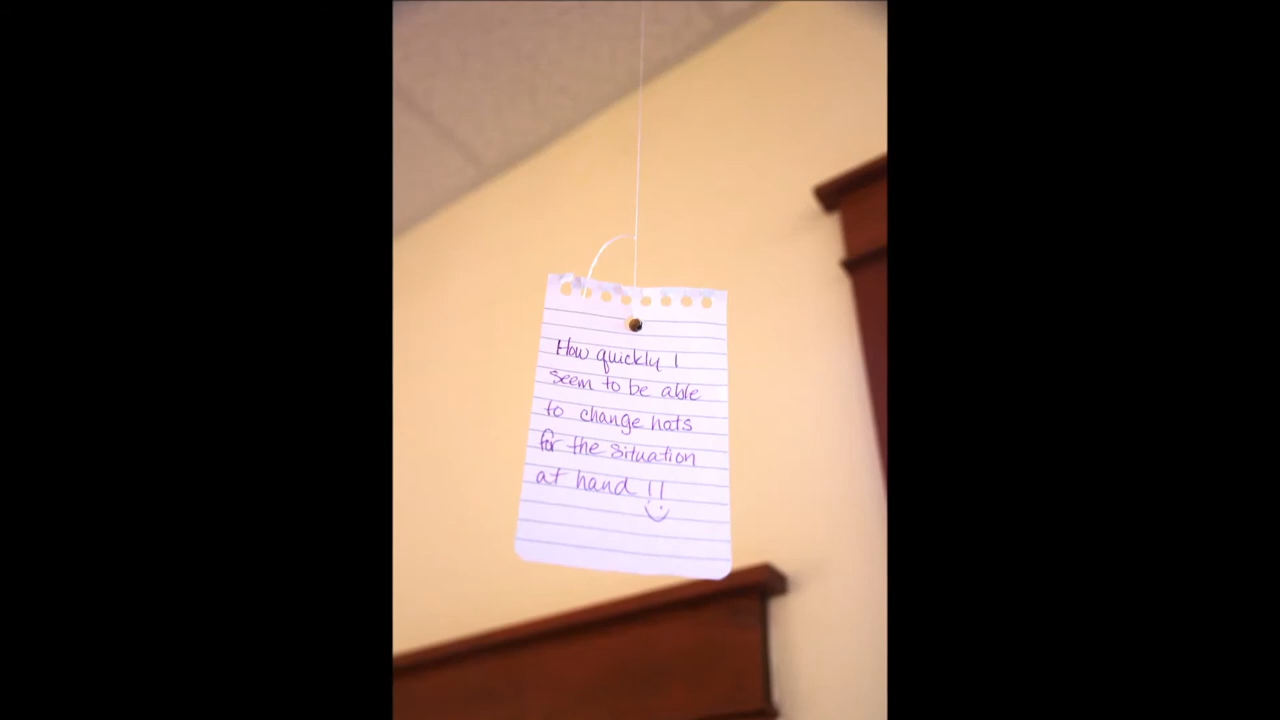 How quickly I
seem to be able
to change hats
for the situation
at hand !!